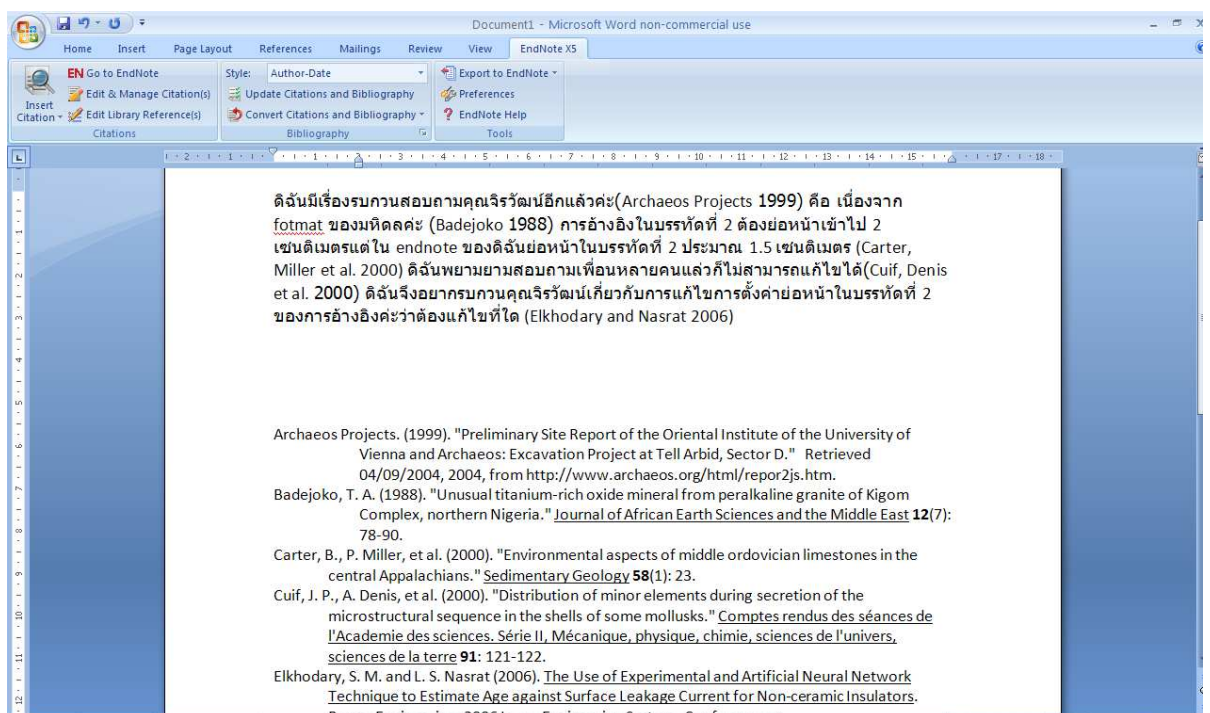 Document1 - Microsoft Word non-commercial use
Home Insert Page Layout References Mailings Review View EndNote X5
Insert Citation
EN Go to EndNote
Edit & Manage Citation(s)
Edit Library Reference(s)
Citations
Style: Author-Date
Update Citations and Bibliography
Convert Citations and Bibliography
Bibliography
Export to EndNote
Preferences
EndNote Help
Tools
2 1 1 2 3 4 5 6 7 8 9 10 11 12 13 14 15 17 18
ดิฉันมีเรื่องรบกวนสอบถามคุณจิรวัฒน์อีกแล้วค่ะ(Archaeos Projects 1999) คือ เนื่องจาก
fotmat ของมหิดลค่ะ (Badejoko 1988) การอ้างอิงในบรรทัดที่ 2 ต้องย่อหน้าเข้าไป 2
เซนติเมตรแต่ใน endnote ของดิฉันย่อหน้าในบรรทัดที่ 2 ประมาณ 1.5 เซนติเมตร (Carter,
Miller et al. 2000) ดิฉันพยามยามสอบถามเพื่อนหลายคนแล่วก็ไม่สามารถแก้ไขได้(Cuif, Denis
et al. 2000) ดิฉันจึงอยากรบกวนคุณจิรวัฒน์เกี่ยวกับการแก้ไขการตั้งค่าย่อหน้าในบรรทัดที่ 2
ของการอ้างอิงค่ะว่าต้องแก้ไขที่ใด (Elkhodary and Nasrat 2006)
Archaeos Projects. (1999). "Preliminary Site Report of the Oriental Institute of the University of
Vienna and Archaeos: Excavation Project at Tell Arbid, Sector D." Retrieved
04/09/2004, 2004, from http://www.archaeos.org/html/repor2js.htm.
Badejoko, T. A. (1988). "Unusual titanium-rich oxide mineral from peralkaline granite of Kigom
Complex, northern Nigeria." Journal of African Earth Sciences and the Middle East 12(7):
78-90.
Carter, B., P. Miller, et al. (2000). "Environmental aspects of middle ordovician limestones in the
central Appalachians." Sedimentary Geology 58(1): 23.
Cuif, J. P., A. Denis, et al. (2000). "Distribution of minor elements during secretion of the
microstructural sequence in the shells of some mollusks." Comptes rendus des séances de
l'Academie des sciences. Série II, Mécanique, physique, chimie, sciences de l'univers,
sciences de la terre 91: 121-122.
Elkhodary, S. M. and L. S. Nasrat (2006). The Use of Experimental and Artificial Neural Network
Technique to Estimate Age against Surface Leakage Current for Non-ceramic Insulators.